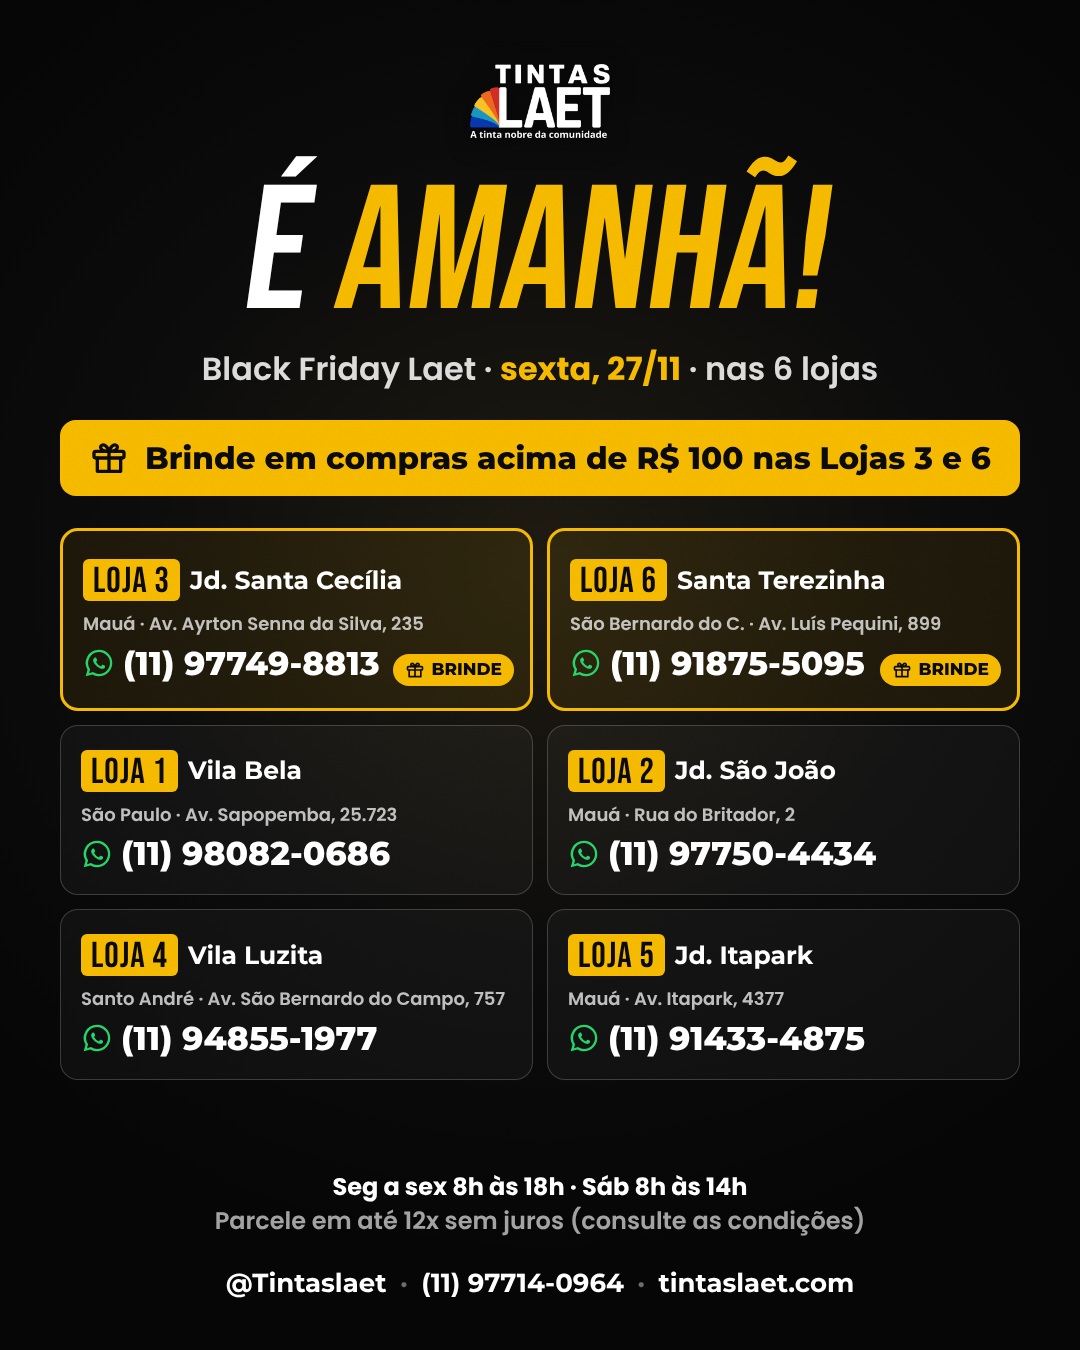 TINTAS
LAET
A tinta nobre da comunidade
É AMANHÃ!
Black Friday Laet · sexta, 27/11 · nas 6 lojas
Brinde em compras acima de R$ 100 nas Lojas 3 e 6
LOJA 3 Jd. Santa Cecília
Mauá · Av. Ayrton Senna da Silva, 235
(11) 97749-8813 BRINDE
LOJA 6 Santa Terezinha
São Bernardo do C. · Av. Luís Pequini, 899
(11) 91875-5095 BRINDE
LOJA 1 Vila Bela
São Paulo · Av. Sapopemba, 25.723
(11) 98082-0686
LOJA 2 Jd. São João
Mauá · Rua do Britador, 2
(11) 97750-4434
LOJA 4 Vila Luzita
Santo André · Av. São Bernardo do Campo, 757
(11) 94855-1977
LOJA 5 Jd. Itapark
Mauá · Av. Itapark, 4377
(11) 91433-4875
Seg a sex 8h às 18h · Sáb 8h às 14h
Parcele em até 12x sem juros (consulte as condições)
@Tintaslaet · (11) 97714-0964 · tintaslaet.com